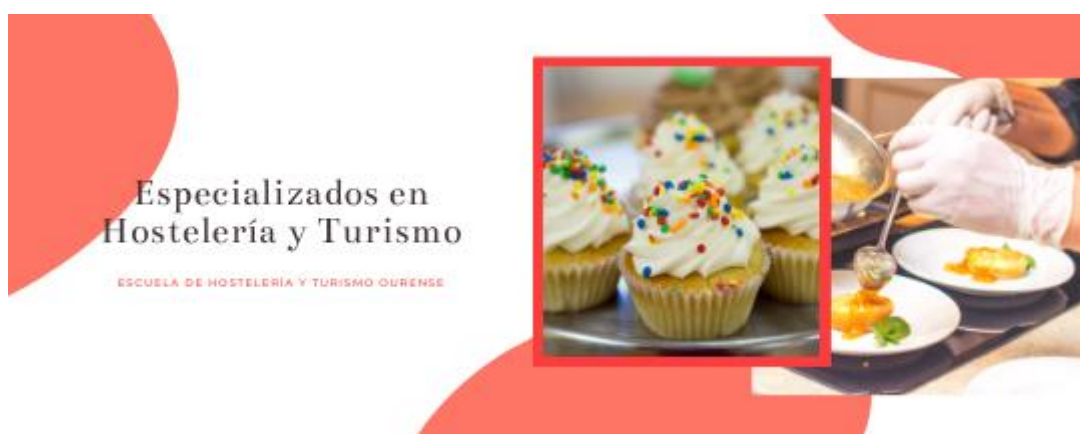 Especializados en
Hostelería y Turismo
ESCUELA DE HOSTELERÍA Y TURISMO OURENSE